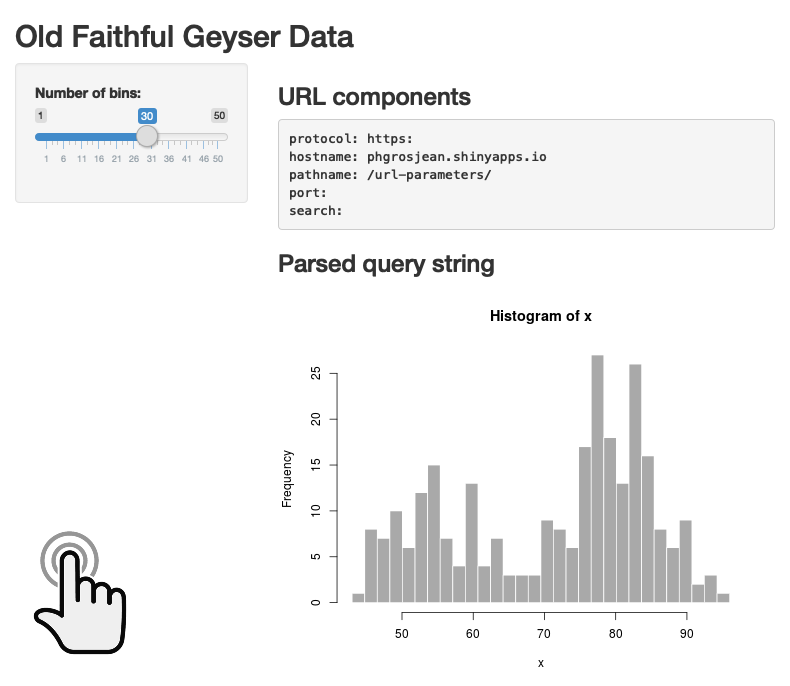 Old Faithful Geyser Data
Number of bins:
1 30 50
1 6 11 16 21 26 31 36 41 46 50
URL components
protocol: https:
hostname: phgrosjean.shinyapps.io
pathname: /url-parameters/
port:
search:
Parsed query string
Histogram of x
Frequency
25
20
15
10
5
0
50 60 70 80 90
x